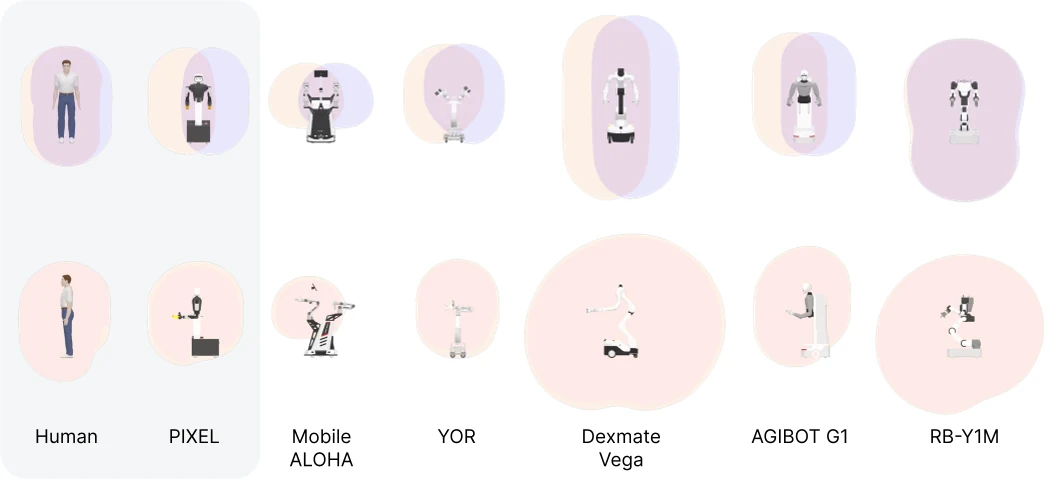 Human
PIXEL
Mobile
ALOHA
YOR
Dexmate
Vega
AGIBOT G1
RB-Y1M